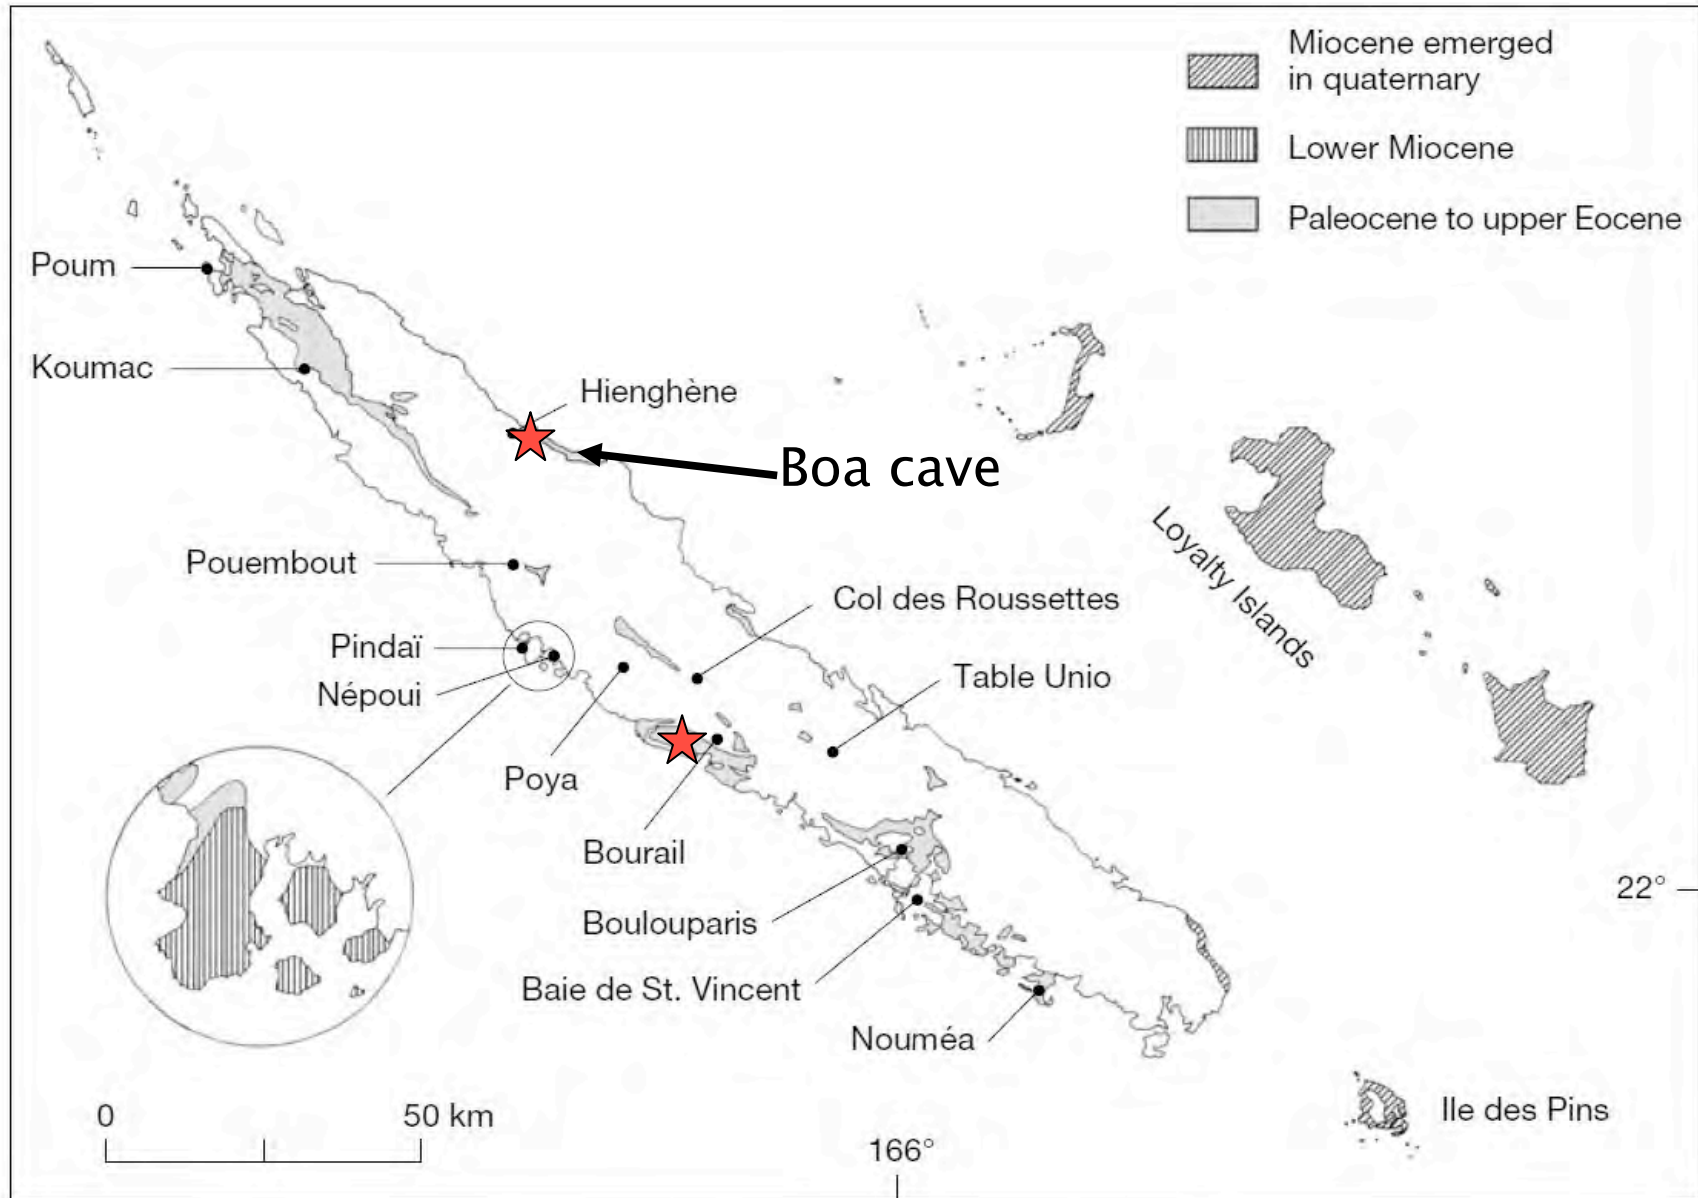 Miocene emerged
in quaternary
Lower Miocene
Paleocene to upper Eocene
Poum
Koumac
Hienghène
Boa cave
Loyalty Islands
Pouembout
Col des Roussettes
Pindaï
Table Unio
Népoui
Poya
Bourail
22°
Boulouparis
Baie de St. Vincent
Nouméa
0 50 km
Ile des Pins
166°